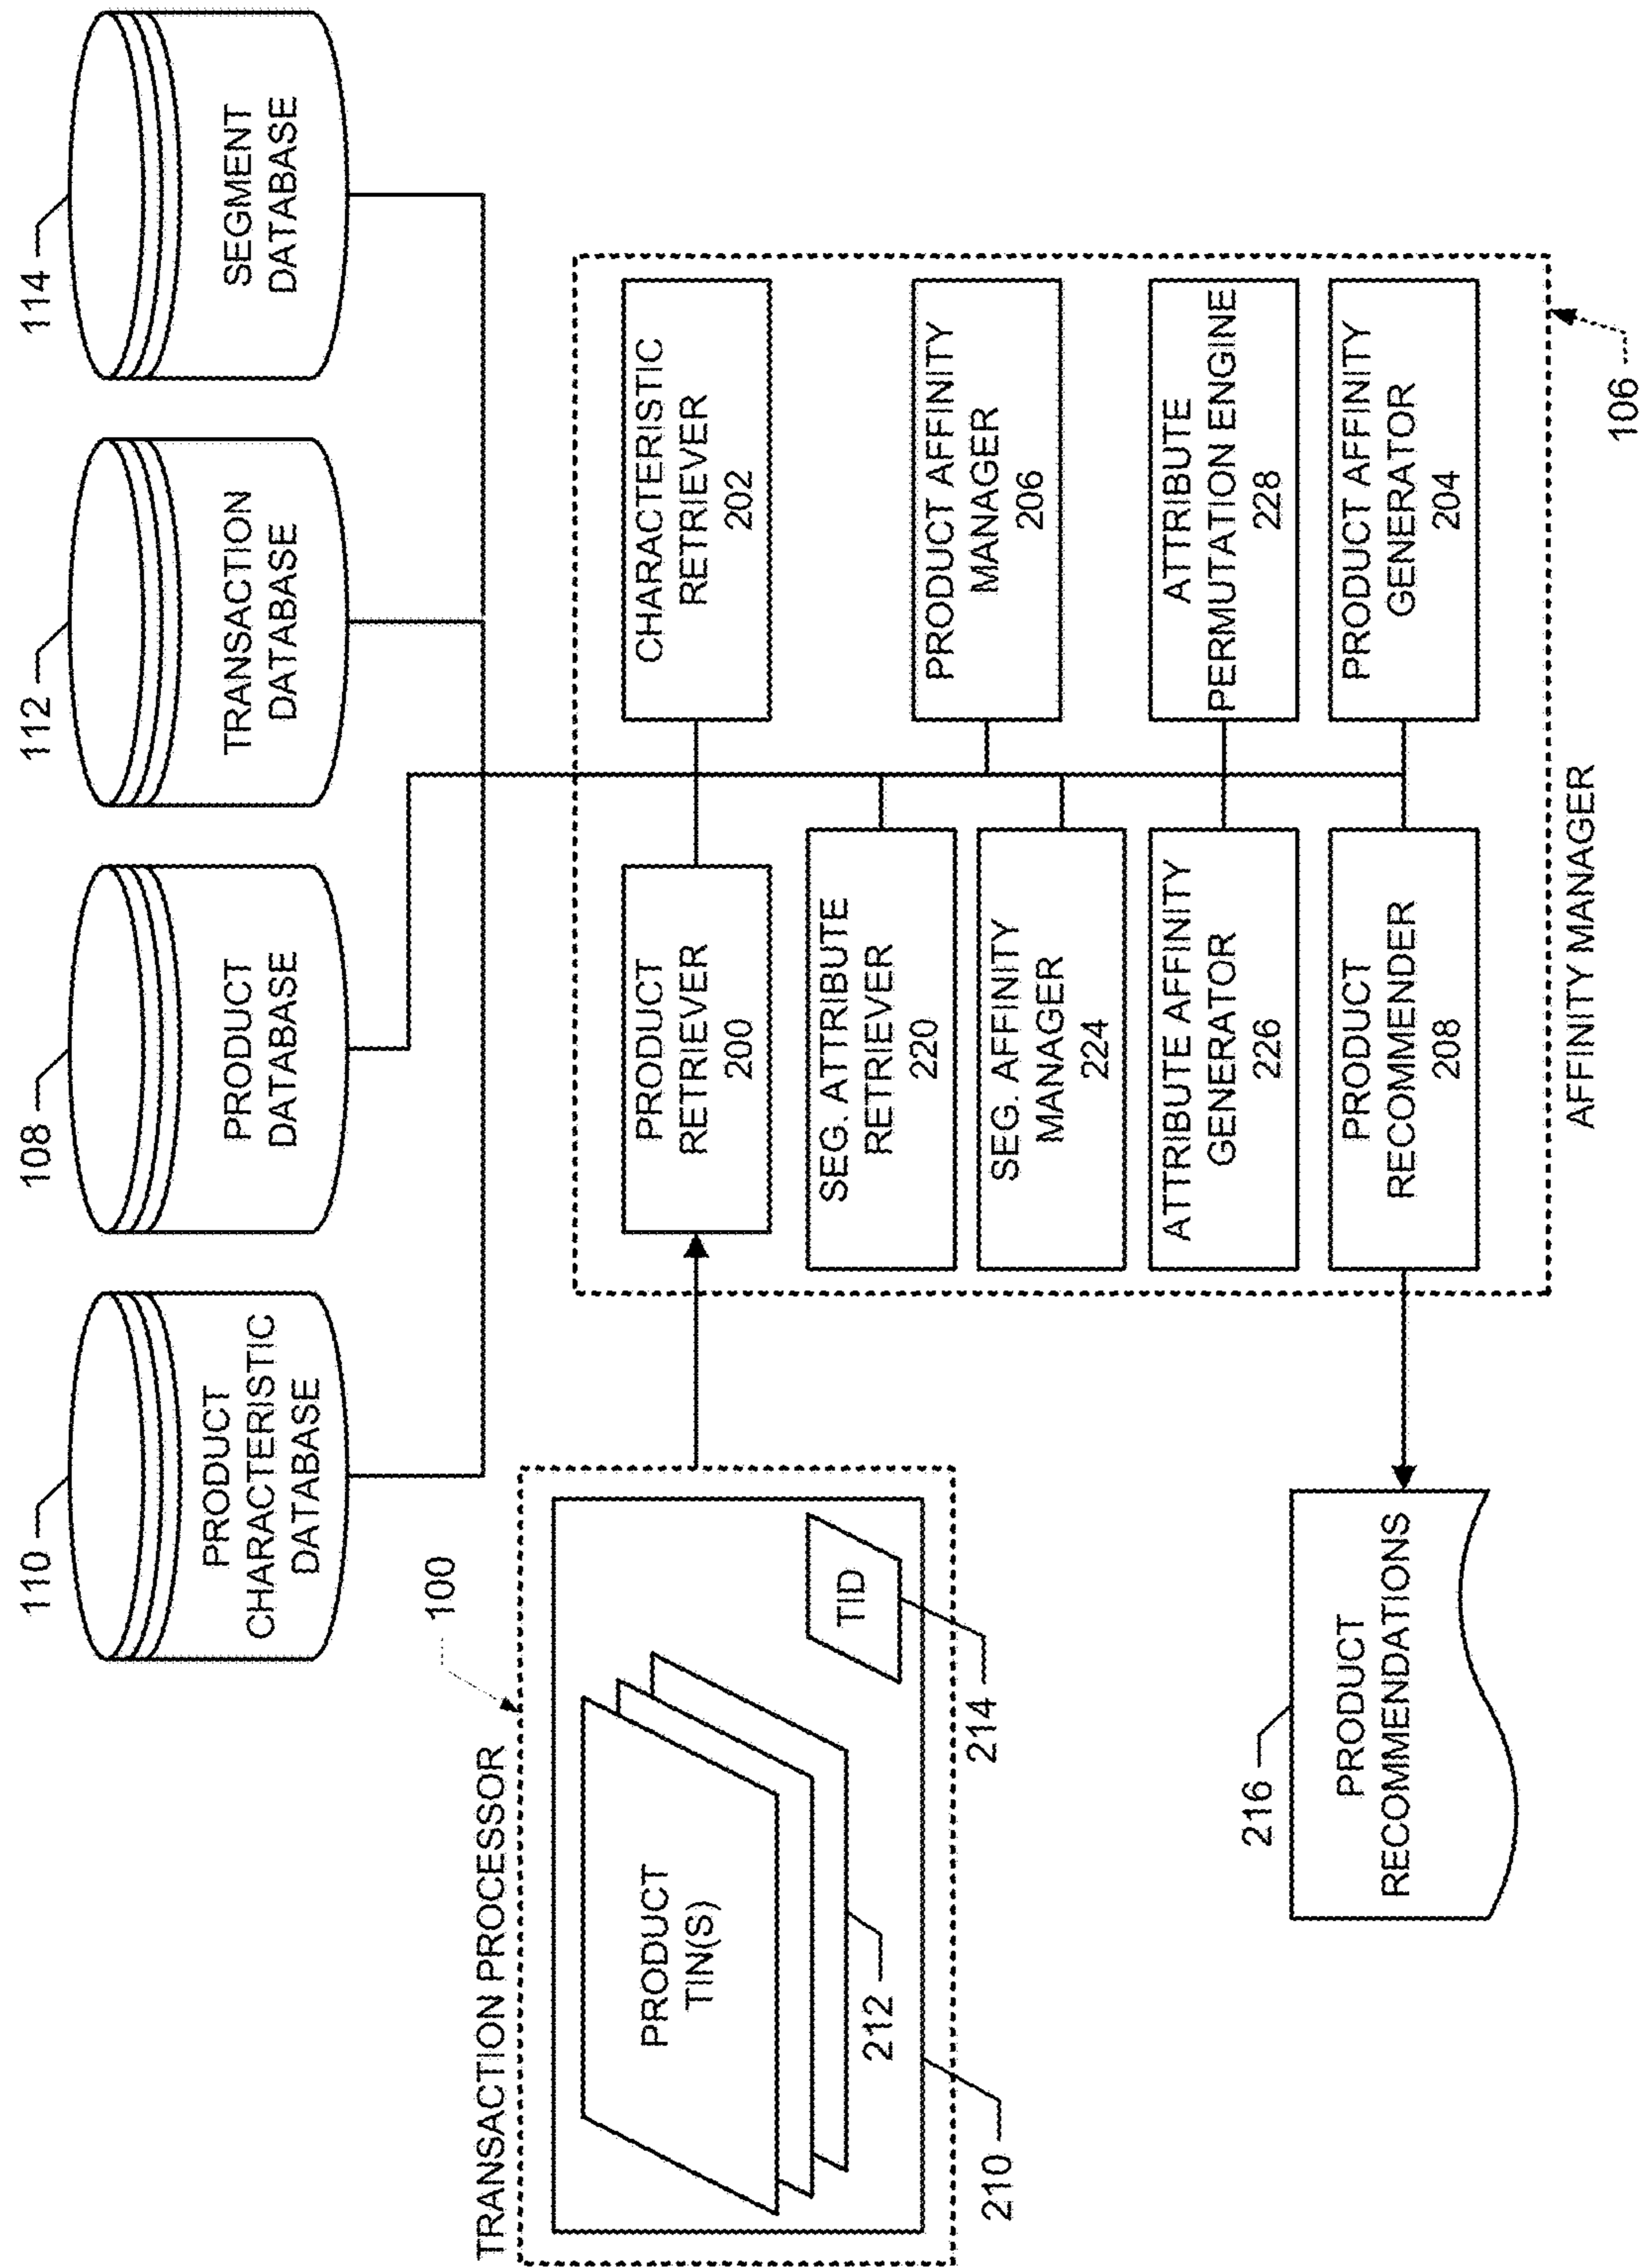 110
108
112
114
PRODUCT
CHARACTERISTIC
DATABASE
PRODUCT
DATABASE
TRANSACTION
DATABASE
SEGMENT
DATABASE
100
TRANSACTION PROCESSOR
PRODUCT
TIN(S)
TID
212
214
210
PRODUCT
RETRIEVER
200
CHARACTERISTIC
RETRIEVER
202
SEG. ATTRIBUTE
RETRIEVER
220
PRODUCT AFFINITY
MANAGER
206
SEG. AFFINITY
MANAGER
224
ATTRIBUTE AFFINITY
GENERATOR
226
ATTRIBUTE
PERMUTATION ENGINE
228
PRODUCT
RECOMMENDER
208
PRODUCT AFFINITY
GENERATOR
204
AFFINITY MANAGER
106
216
PRODUCT
RECOMMENDATIONS